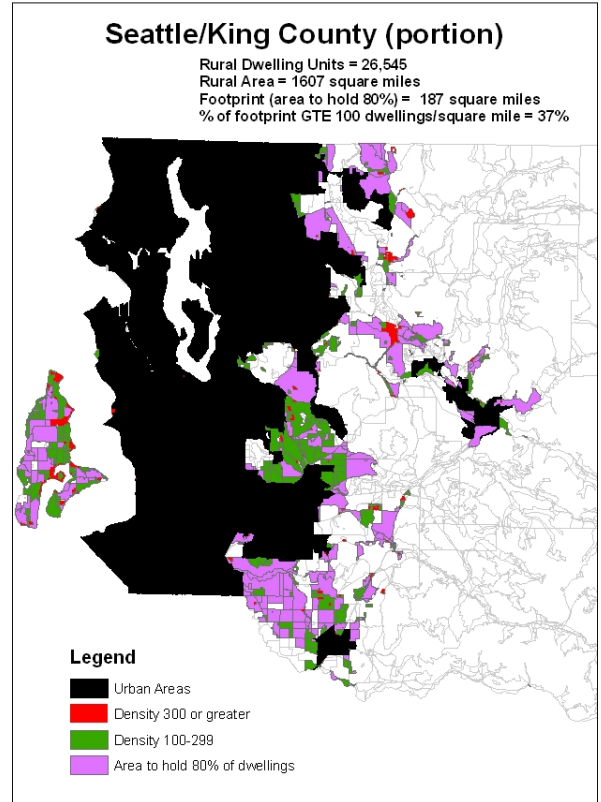 Seattle/King County (portion)
Rural Dwelling Units = 26,545
Rural Area = 1607 square miles
Footprint (area to hold 80%) = 187 square miles
% of footprint GTE 100 dwellings/square mile = 37%
Legend
Urban Areas
Density 300 or greater
Density 100-299
Area to hold 80% of dwellings